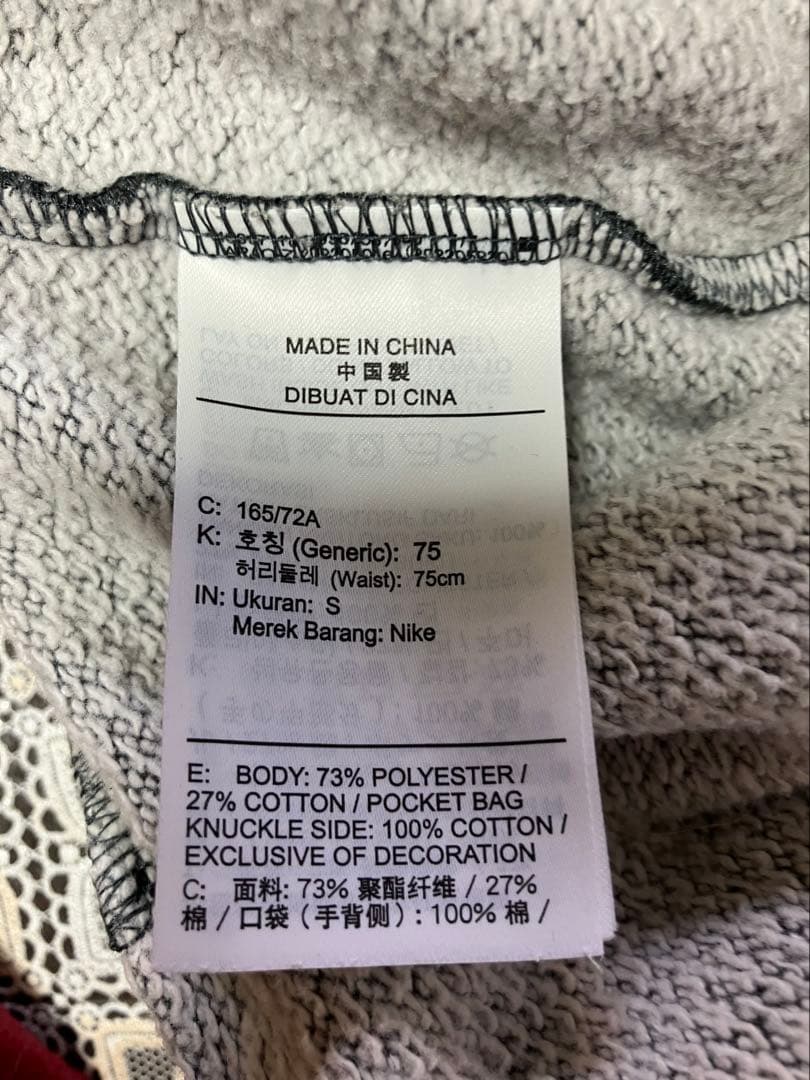 MADE IN CHINA
中国製
DIBUAT DI CINA
C: 165/72A
K: 호칭 (Generic): 75
허리둘레 (Waist): 75cm
IN: Ukuran: S
Merek Barang: Nike
E: BODY: 73% POLYESTER /
27% COTTON / POCKET BAG
KNUCKLE SIDE: 100% COTTON /
EXCLUSIVE OF DECORATION
C: 面料: 73% 聚酯纤维 / 27%
棉 / 口袋 (手背侧) : 100% 棉 /